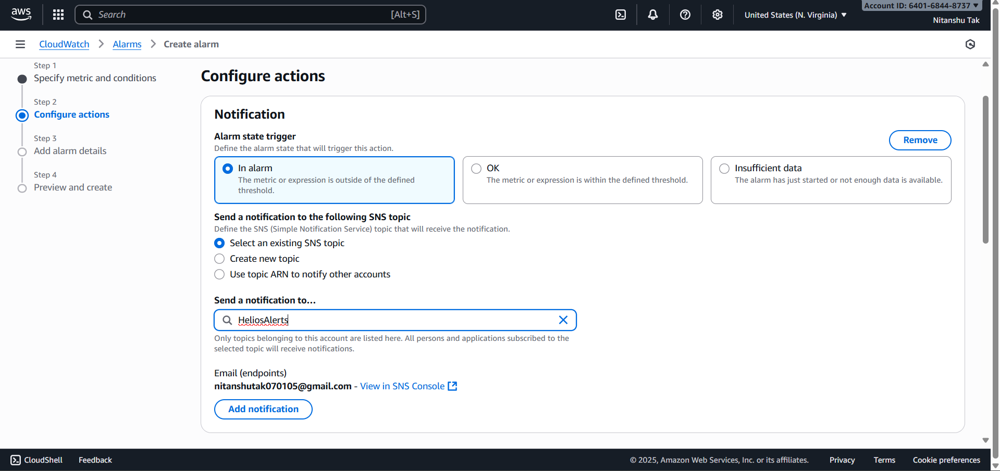 aws
Search [Alt+S]
United States (N. Virginia)
Account ID: 6401-6844-8737
Nitanshu Tak
CloudWatch
Alarms
Create alarm
Step 1
Specify metric and conditions
Step 2
Configure actions
Step 3
Add alarm details
Step 4
Preview and create
Configure actions
Notification
Alarm state trigger
Define the alarm state that will trigger this action.
Remove
In alarm
The metric or expression is outside of the defined
threshold.
OK
The metric or expression is within the defined threshold.
Insufficient data
The alarm has just started or not enough data is available.
Send a notification to the following SNS topic
Define the SNS (Simple Notification Service) topic that will receive the notification.
Select an existing SNS topic
Create new topic
Use topic ARN to notify other accounts
Send a notification to…
HeliosAlerts
Only topics belonging to this account are listed here. All persons and applications subscribed to the
selected topic will receive notifications.
Email (endpoints)
nitanshutak070105@gmail.com - View in SNS Console
Add notification
CloudShell
Feedback
© 2025, Amazon Web Services, Inc. or its affiliates.
Privacy
Terms
Cookie preferences